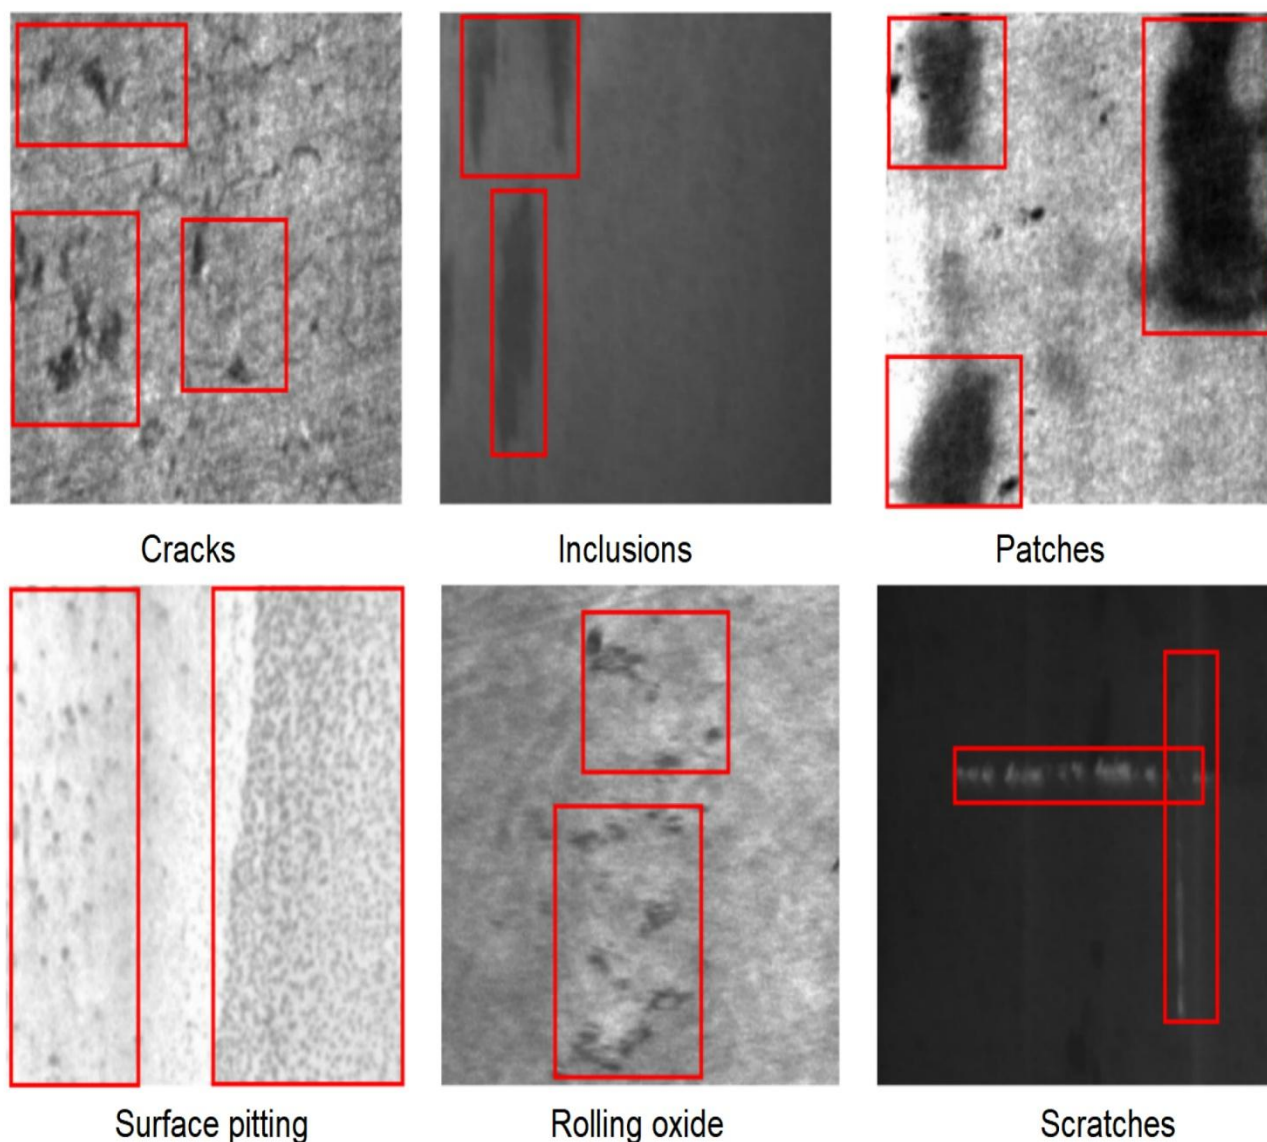 Cracks
Inclusions
Patches
Surface pitting
Rolling oxide
Scratches